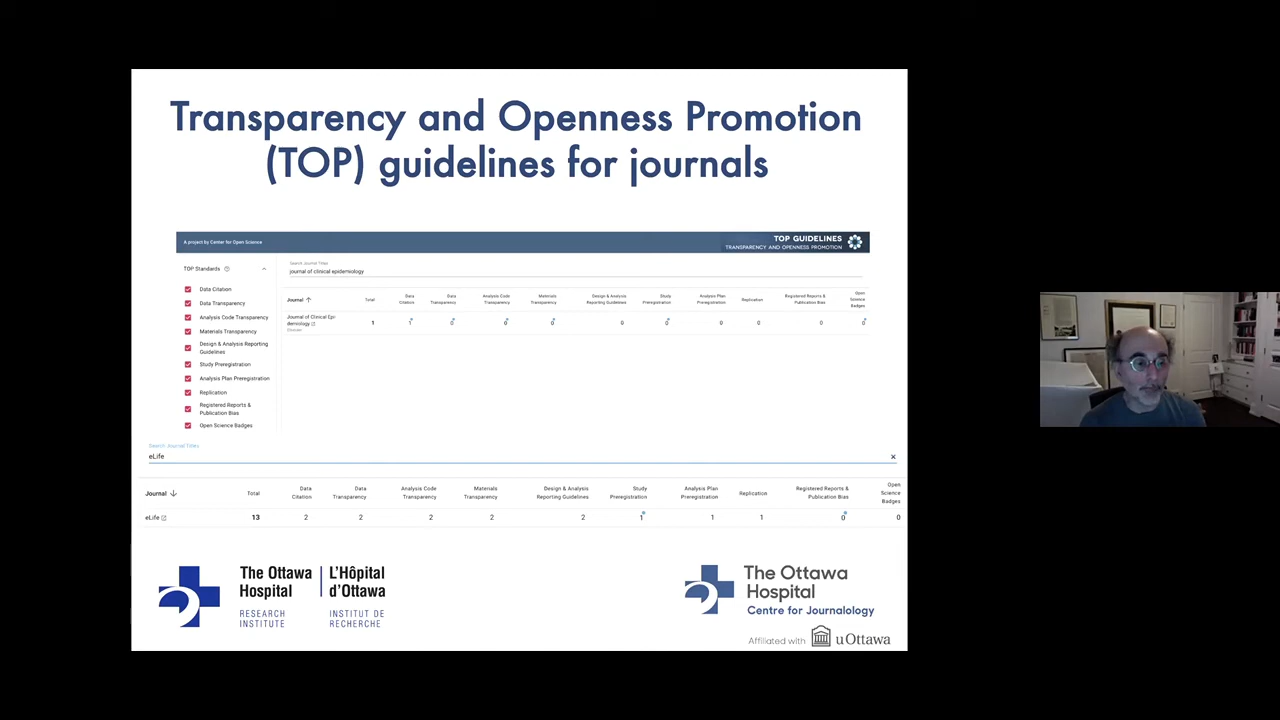 Transparency and Openness Promotion
(TOP) guidelines for journals
A project by Center for Open Science
TOP GUIDELINES
TRANSPARENCY AND OPENNESS PROMOTION
TOP Standards
Data Citation
Data Transparency
Analysis Code Transparency
Materials Transparency
Design & Analysis Reporting
Guidelines
Study Preregistration
Analysis Plan Preregistration
Replication
Registered Reports &
Publication Bias
Open Science Badges
Search Journal Titles
journal of clinical epidemiology
Journal Total Data Citation Data Transparency Analysis Code Transparency Materials Transparency Design & Analysis Reporting Guidelines Study Preregistration Analysis Plan Preregistration Replication Registered Reports & Publication Bias Open Science Badges
Journal of Clinical Epi-
demiology 1 1 0 0 0 0 0 0 0 0 0
Elsevier
Search Journal Titles
eLife
Journal Total Data Citation Data Transparency Analysis Code Transparency Materials Transparency Design & Analysis Reporting Guidelines Study Preregistration Analysis Plan Preregistration Replication Registered Reports & Publication Bias Open Science Badges
eLife 13 2 2 2 2 2 1 1 1 0 0
The Ottawa
Hospital
RESEARCH
INSTITUTE
L'Hôpital
d'Ottawa
INSTITUT DE
RECHERCHE
The Ottawa
Hospital
Centre for Journalology
Affiliated with uOttawa